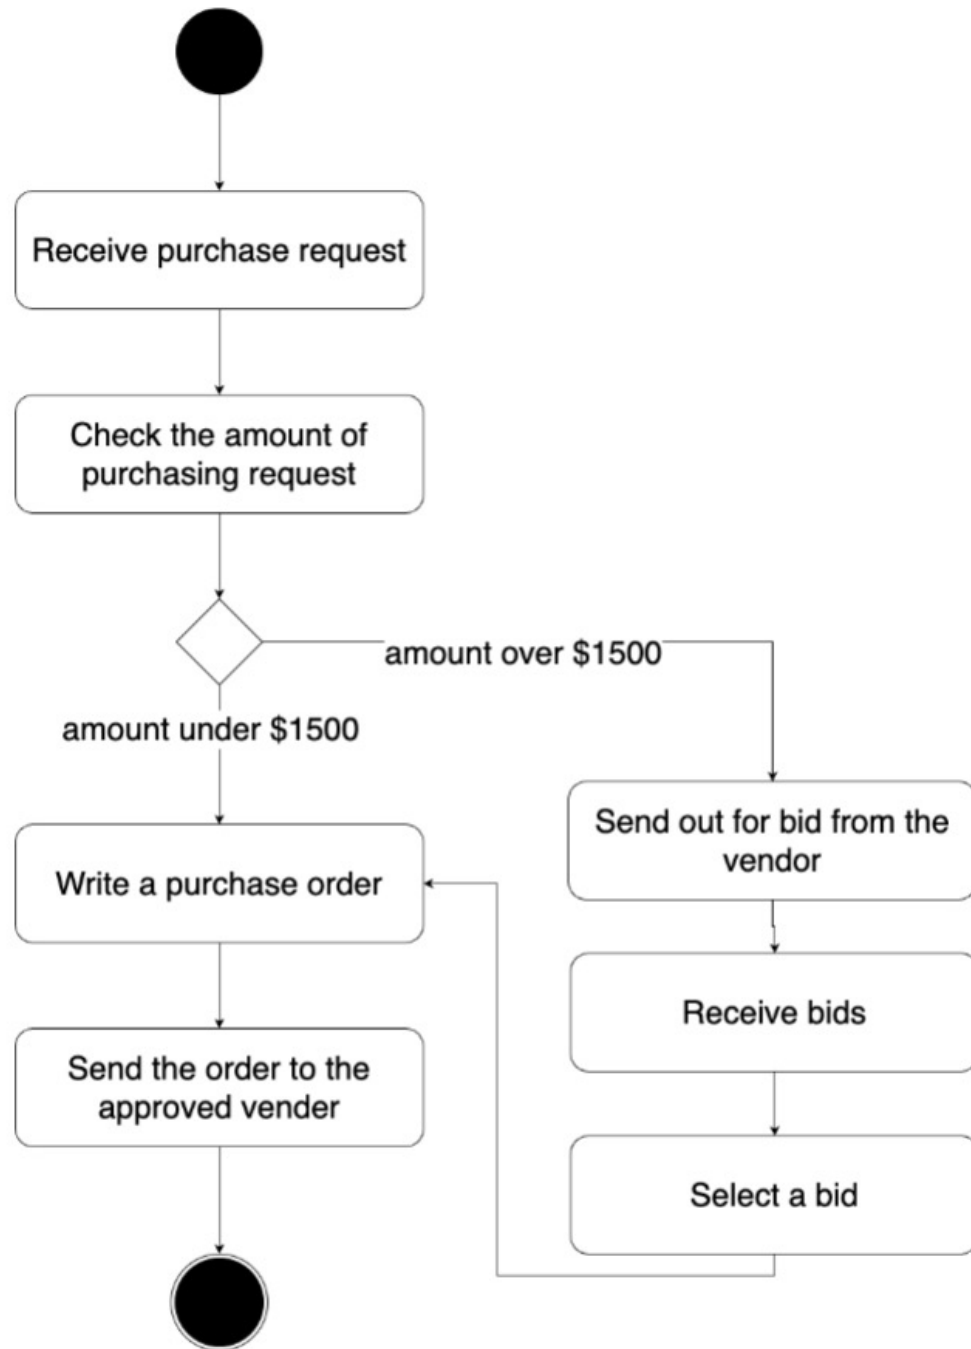 Receive purchase request
Check the amount of
purchasing request
amount over $1500
amount under $1500
Send out for bid from the
vendor
Write a purchase order
Receive bids
Send the order to the
approved vender
Select a bid